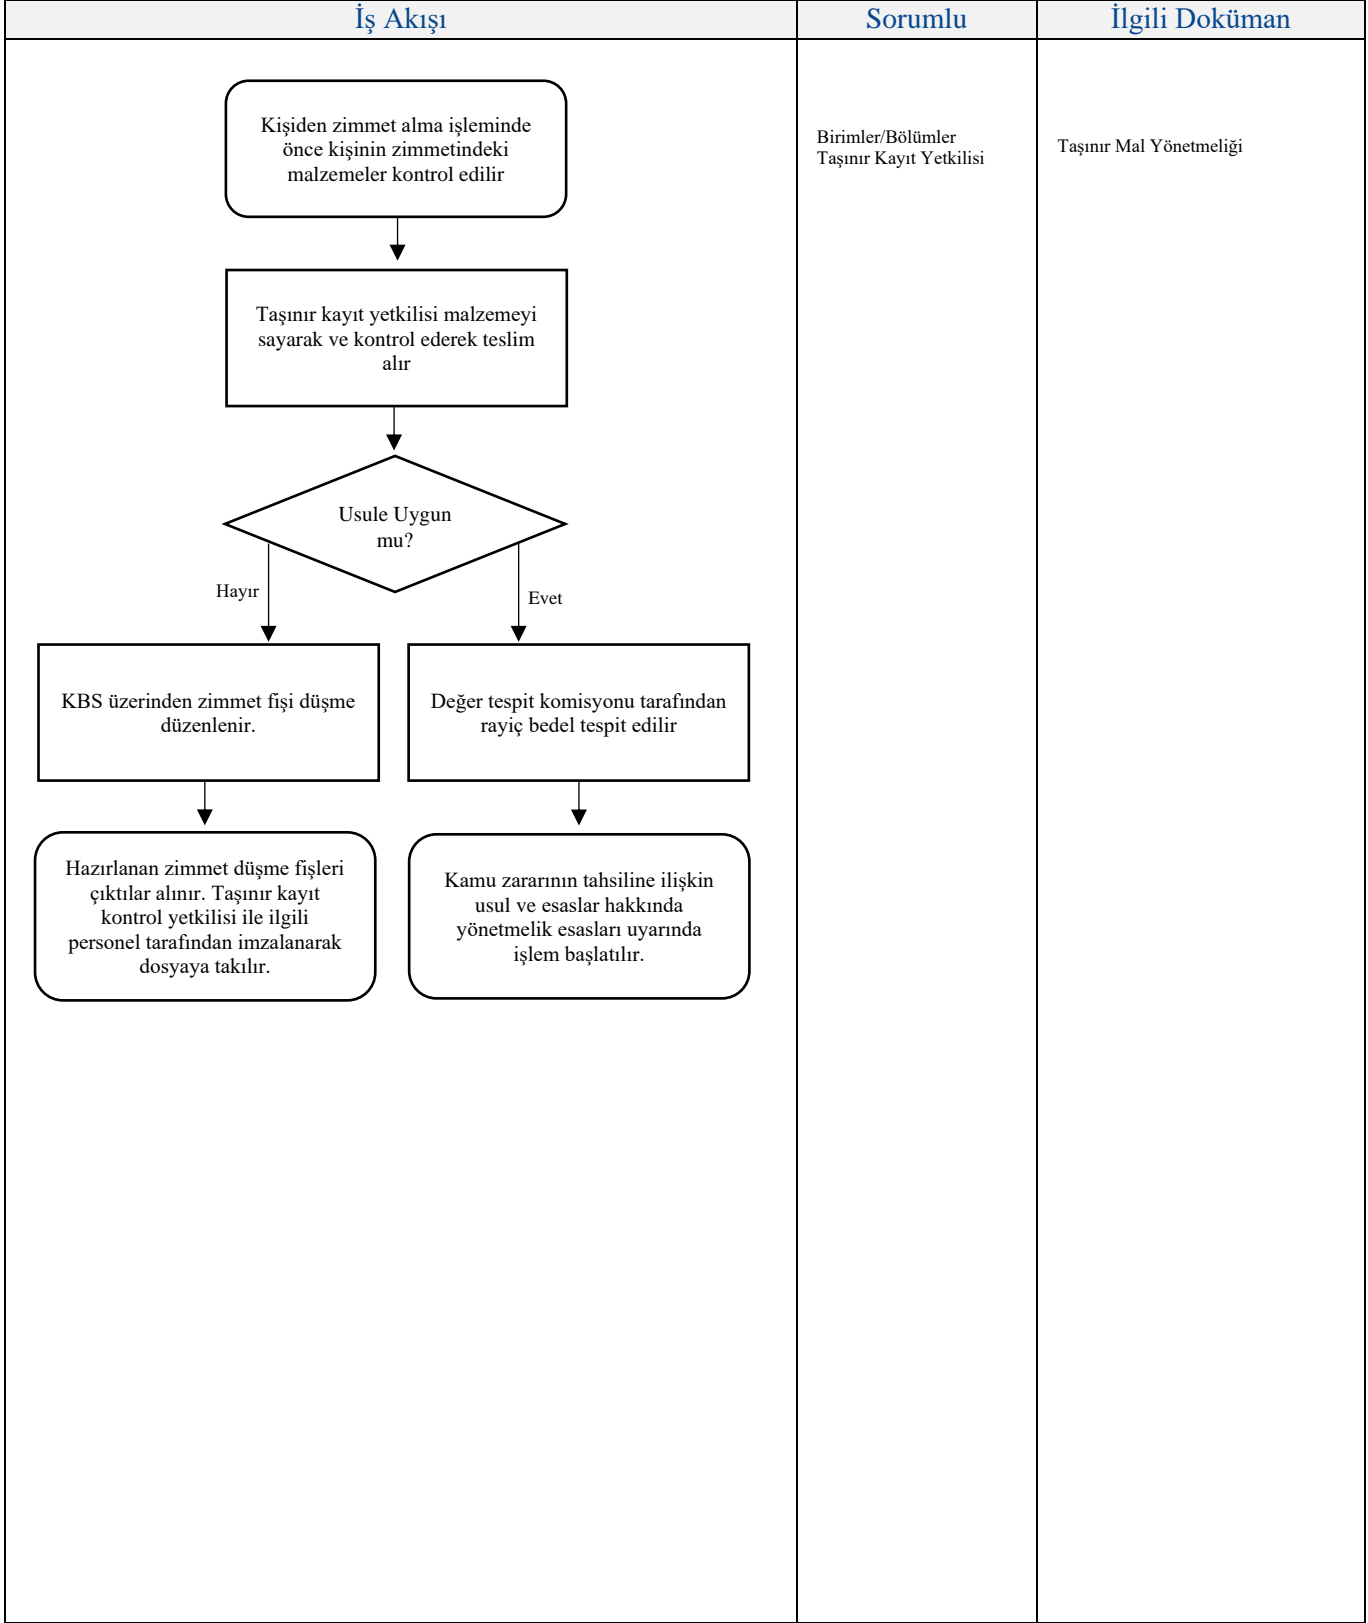 İş Akışı
Sorumlu
İlgili Doküman
Kişiden zimmet alma işleminde
önce kişinin zimmetindeki
malzemeler kontrol edilir
Birimler/Bölümler
Taşınır Kayıt Yetkilisi
Taşınır Mal Yönetmeliği
Taşınır kayıt yetkilisi malzemeyi
sayarak ve kontrol ederek teslim
alır
Usule Uygun
mu?
Hayır
Evet
KBS üzerinden zimmet fişi düşme
düzenlenir.
Değer tespit komisyonu tarafından
rayiç bedel tespit edilir
Hazırlanan zimmet düşme fişleri
çıktılar alınır. Taşınır kayıt
kontrol yetkilisi ile ilgili
personel tarafından imzalanarak
dosyaya takılır.
Kamu zararının tahsiline ilişkin
usul ve esaslar hakkında
yönetmelik esasları uyarında
işlem başlatılır.